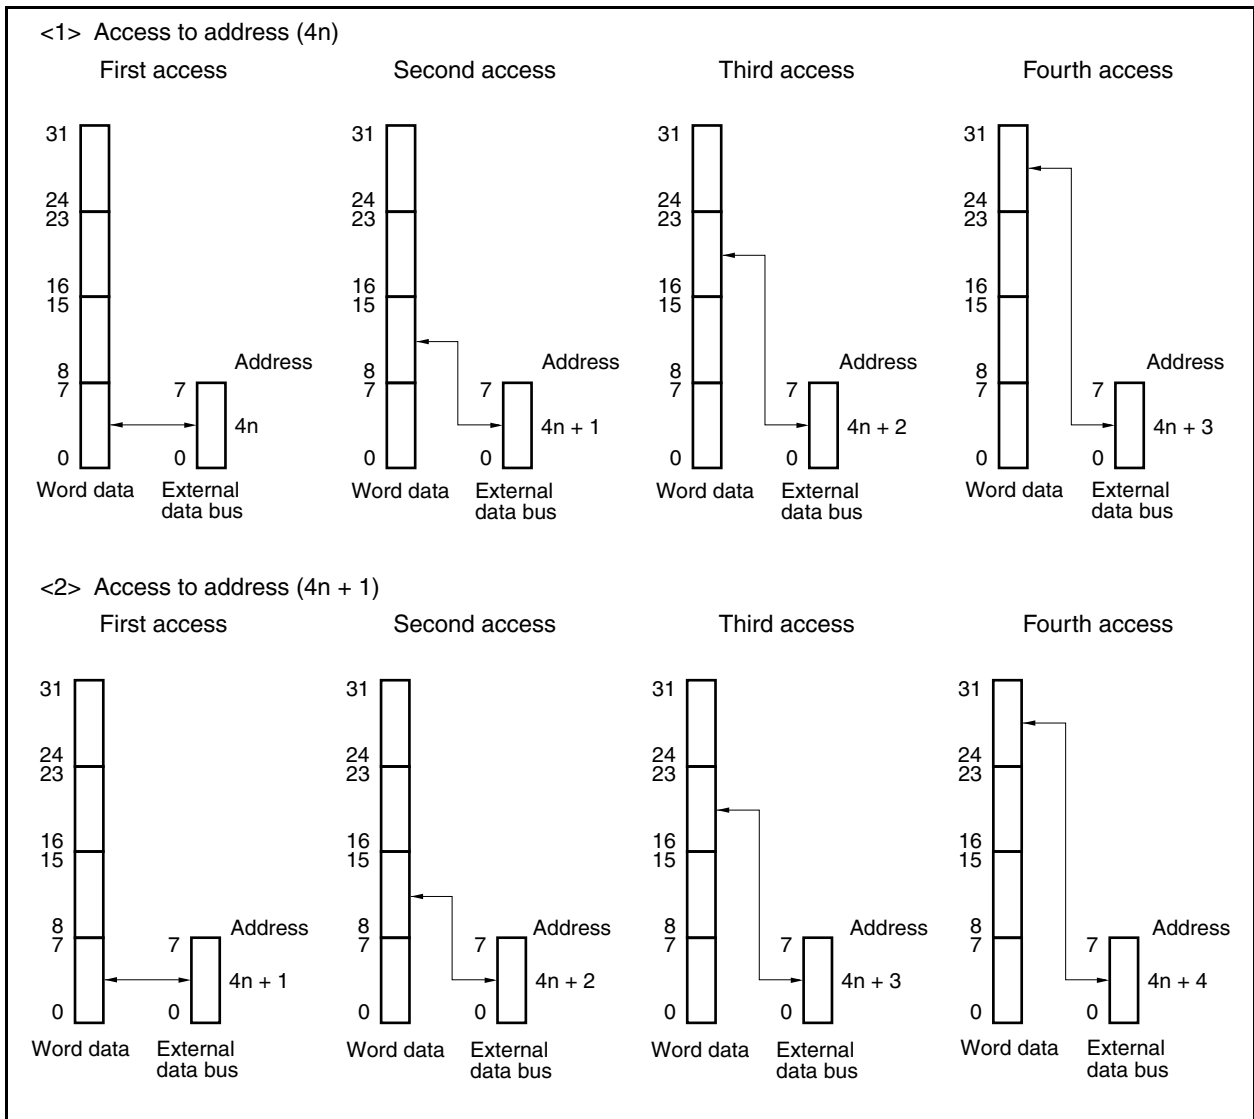 <1> Access to address (4n)
First access Second access Third access Fourth access
31 31 31 31
24 24 24 24
23 23 23 23
16 16 16 16
15 15 15 15
Address Address Address Address
8 8 8 8
7 7 7 7 7 7 7 7
4n 4n + 1 4n + 2 4n + 3
0 0 0 0 0 0 0 0
Word data External Word data External Word data External Word data External
data bus data bus data bus data bus
<2> Access to address (4n + 1)
First access Second access Third access Fourth access
31 31 31 31
24 24 24 24
23 23 23 23
16 16 16 16
15 15 15 15
Address Address Address Address
8 8 8 8
7 7 7 7 7 7 7 7
4n + 1 4n + 2 4n + 3 4n + 4
0 0 0 0 0 0 0 0
Word data External Word data External Word data External Word data External
data bus data bus data bus data bus